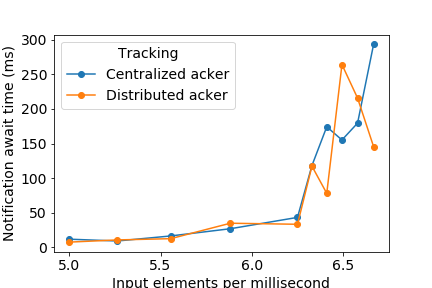 Notification await time (ms)
300
250
200
150
100
50
0
Tracking
Centralized acker
Distributed acker
5.0 5.5 6.0 6.5
Input elements per millisecond